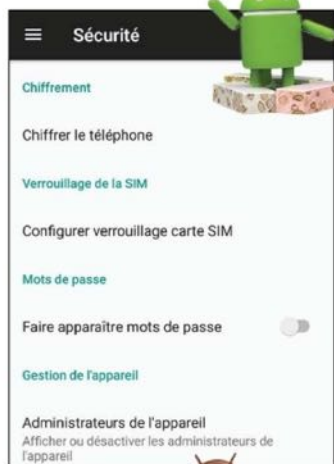 Sécurité
Chiffrement
Chiffrer le téléphone
Verrouillage de la SIM
Configurer verrouillage carte SIM
Mots de passe
Faire apparaître mots de passe
Gestion de l'appareil
Administrateurs de l'appareil
Afficher ou désactiver les administrateurs de
l'appareil